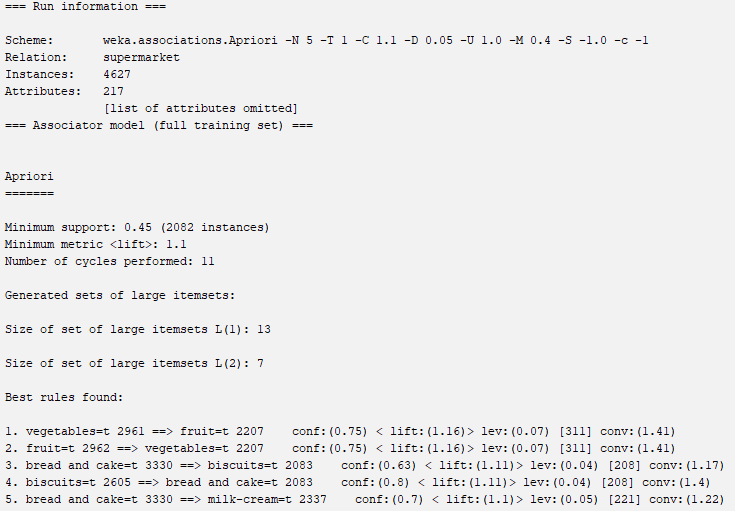 === Run information ===
Scheme: weka.associations.Apriori -N 5 -T 1 -C 1.1 -D 0.05 -U 1.0 -M 0.4 -S -1.0 -c -1
Relation: supermarket
Instances: 4627
Attributes: 217
[list of attributes omitted]
=== Associator model (full training set) ===
Apriori
=======
Minimum support: 0.45 (2082 instances)
Minimum metric <lift>: 1.1
Number of cycles performed: 11
Generated sets of large itemsets:
Size of set of large itemsets L(1): 13
Size of set of large itemsets L(2): 7
Best rules found:
1. vegetables=t 2961 ==> fruit=t 2207 conf:(0.75) < lift:(1.16)> lev:(0.07) [311] conv:(1.41)
2. fruit=t 2962 ==> vegetables=t 2207 conf:(0.75) < lift:(1.16)> lev:(0.07) [311] conv:(1.41)
3. bread and cake=t 3330 ==> biscuits=t 2083 conf:(0.63) < lift:(1.11)> lev:(0.04) [208] conv:(1.17)
4. biscuits=t 2605 ==> bread and cake=t 2083 conf:(0.8) < lift:(1.11)> lev:(0.04) [208] conv:(1.4)
5. bread and cake=t 3330 ==> milk-cream=t 2337 conf:(0.7) < lift:(1.1)> lev:(0.05) [221] conv:(1.22)